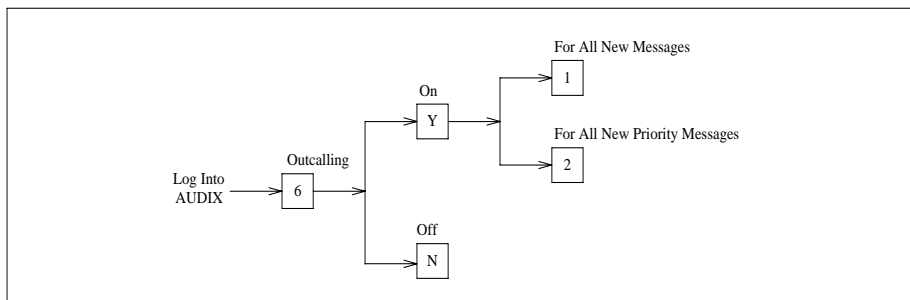 For All New Messages
1
On
Y
For All New Priority Messages
2
Outcalling
Log Into
AUDIX
6
Off
N